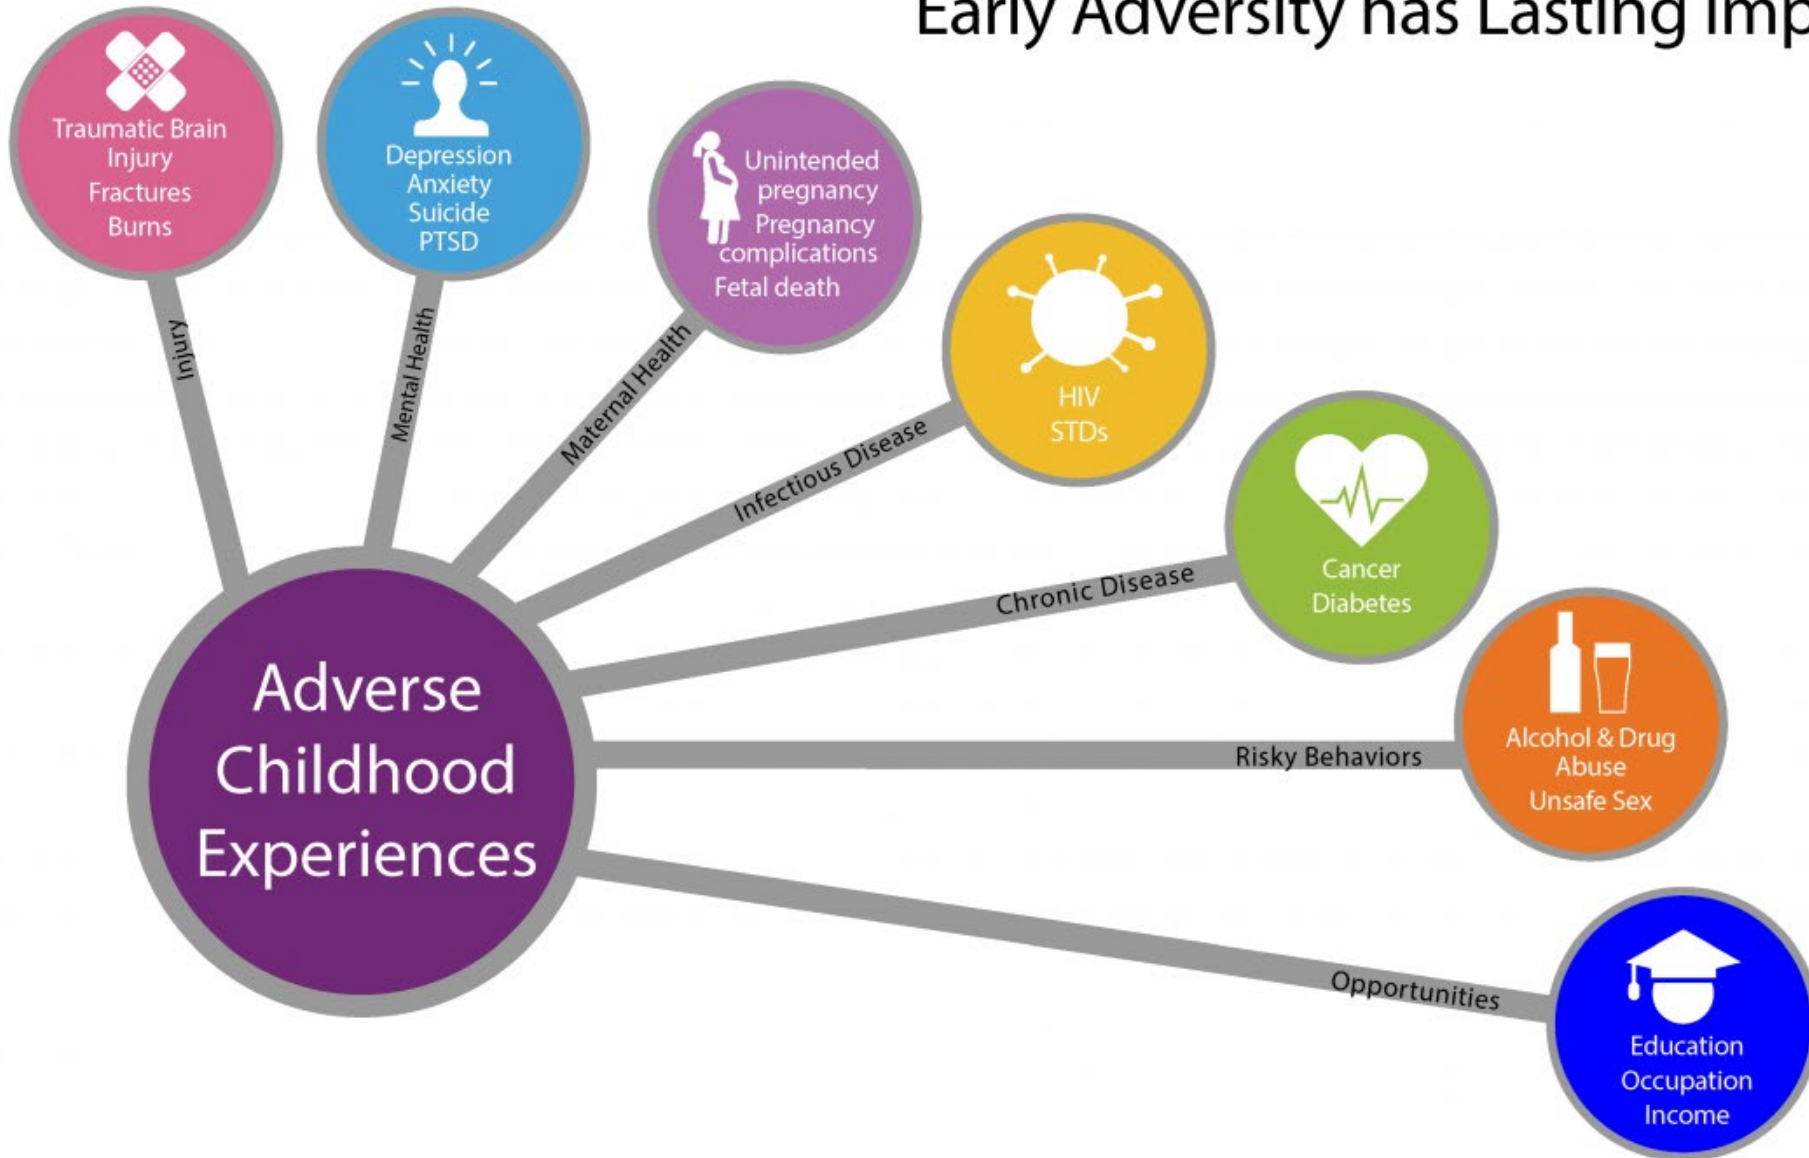 Early Adversity has Lasting Imp
Traumatic Brain
Injury
Fractures
Burns
Depression
Anxiety
Suicide
PTSD
Unintended
pregnancy
Pregnancy
complications
Fetal death
HIV
STDs
Cancer
Diabetes
Alcohol & Drug
Abuse
Unsafe Sex
Education
Occupation
Income
Injury
Mental Health
Maternal Health
Infectious Disease
Chronic Disease
Risky Behaviors
Opportunities
Adverse
Childhood
Experiences